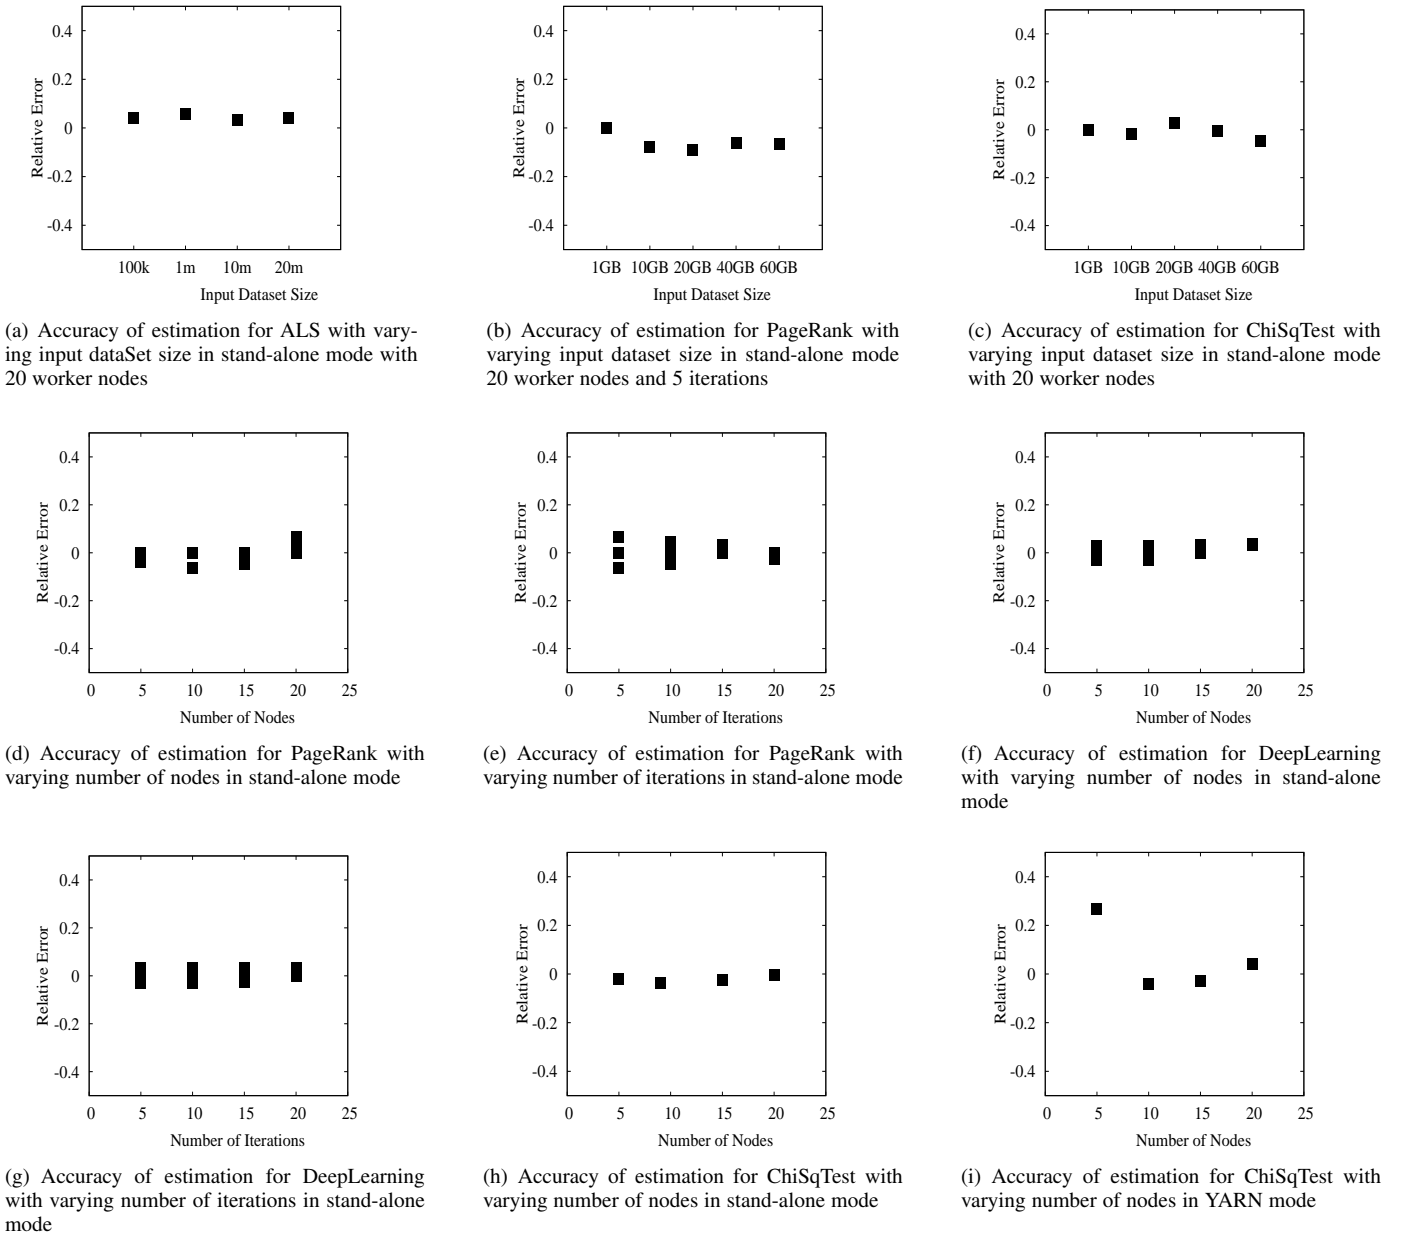 0.4
0.2
0
-0.2
-0.4
Relative Error
100k 1m 10m 20m
Input Dataset Size
(a) Accuracy of estimation for ALS with vary-
ing input dataSet size in stand-alone mode with
20 worker nodes
0.4
0.2
0
-0.2
-0.4
Relative Error
1GB 10GB 20GB 40GB 60GB
Input Dataset Size
(b) Accuracy of estimation for PageRank with
varying input dataset size in stand-alone mode
20 worker nodes and 5 iterations
0.4
0.2
0
-0.2
-0.4
Relative Error
1GB 10GB 20GB 40GB 60GB
Input Dataset Size
(c) Accuracy of estimation for ChiSqTest with
varying input dataset size in stand-alone mode
with 20 worker nodes
0.4
0.2
0
-0.2
-0.4
Relative Error
0 5 10 15 20 25
Number of Nodes
(d) Accuracy of estimation for PageRank with
varying number of nodes in stand-alone mode
0.4
0.2
0
-0.2
-0.4
Relative Error
0 5 10 15 20 25
Number of Iterations
(e) Accuracy of estimation for PageRank with
varying number of iterations in stand-alone mode
0.4
0.2
0
-0.2
-0.4
Relative Error
0 5 10 15 20 25
Number of Nodes
(f) Accuracy of estimation for DeepLearning
with varying number of nodes in stand-alone
mode
0.4
0.2
0
-0.2
-0.4
Relative Error
0 5 10 15 20 25
Number of Iterations
(g) Accuracy of estimation for DeepLearning
with varying number of iterations in stand-alone
mode
0.4
0.2
0
-0.2
-0.4
Relative Error
0 5 10 15 20 25
Number of Nodes
(h) Accuracy of estimation for ChiSqTest with
varying number of nodes in stand-alone mode
0.4
0.2
0
-0.2
-0.4
Relative Error
0 5 10 15 20 25
Number of Nodes
(i) Accuracy of estimation for ChiSqTest with
varying number of nodes in YARN mode